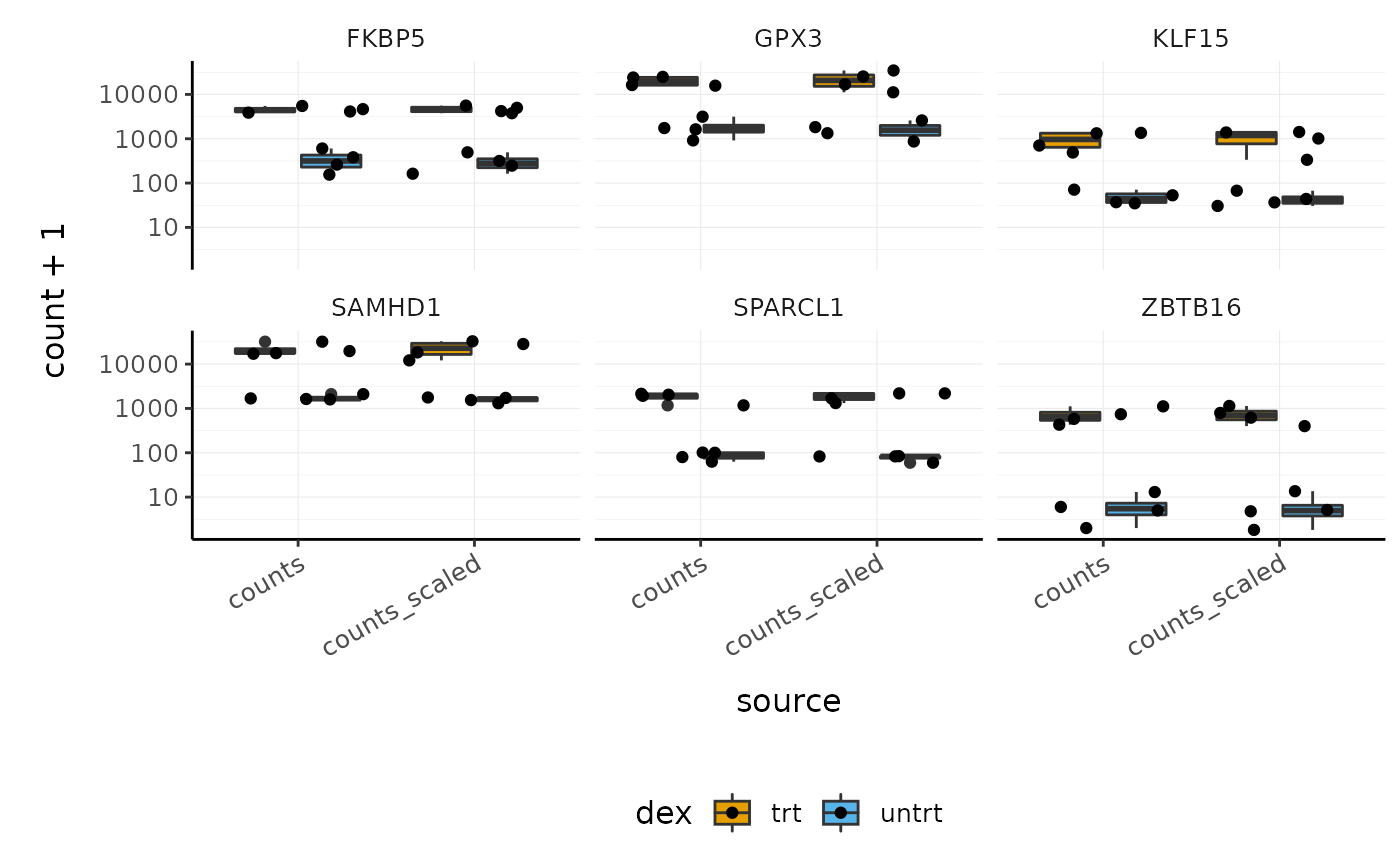 FKBP5 GPX3 KLF15
10000
1000
100
10
count + 1
SAMHD1 SPARCL1 ZBTB16
10000
1000
100
10
counts counts_scaled counts counts_scaled counts counts_scaled
source
dex trt untrt